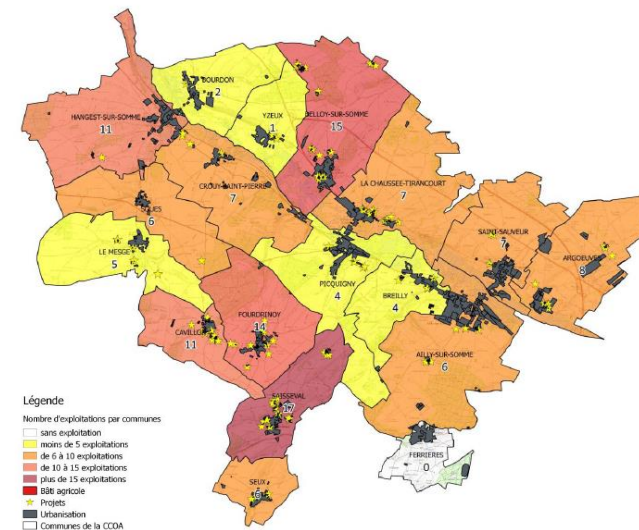 BOURDON
2
HANGEST-SUR-SOMME
11
YZEUX
1
BELLOY-SUR-SOMME
15
CROUY-SAINT-PIERRE
7
LA CHAUSSEE-TIRANCOURT
7
SOUES
6
SAINT-SAUVEUR
7
ARGOEUVES
8
LE MESGE
5
PICQUIGNY
4
BREILLY
4
FOURDRINOY
14
CAVILLON
11
AILLY-SUR-SOMME
6
SAISSEVAL
17
FERRIERES
0
SEUX
6
Légende
Nombre d'exploitations par communes
sans exploitation
moins de 5 exploitations
de 6 à 10 exploitations
de 10 à 15 exploitations
plus de 15 exploitations
Bâti agricole
Projets
Urbanisation
Communes de la CCOA